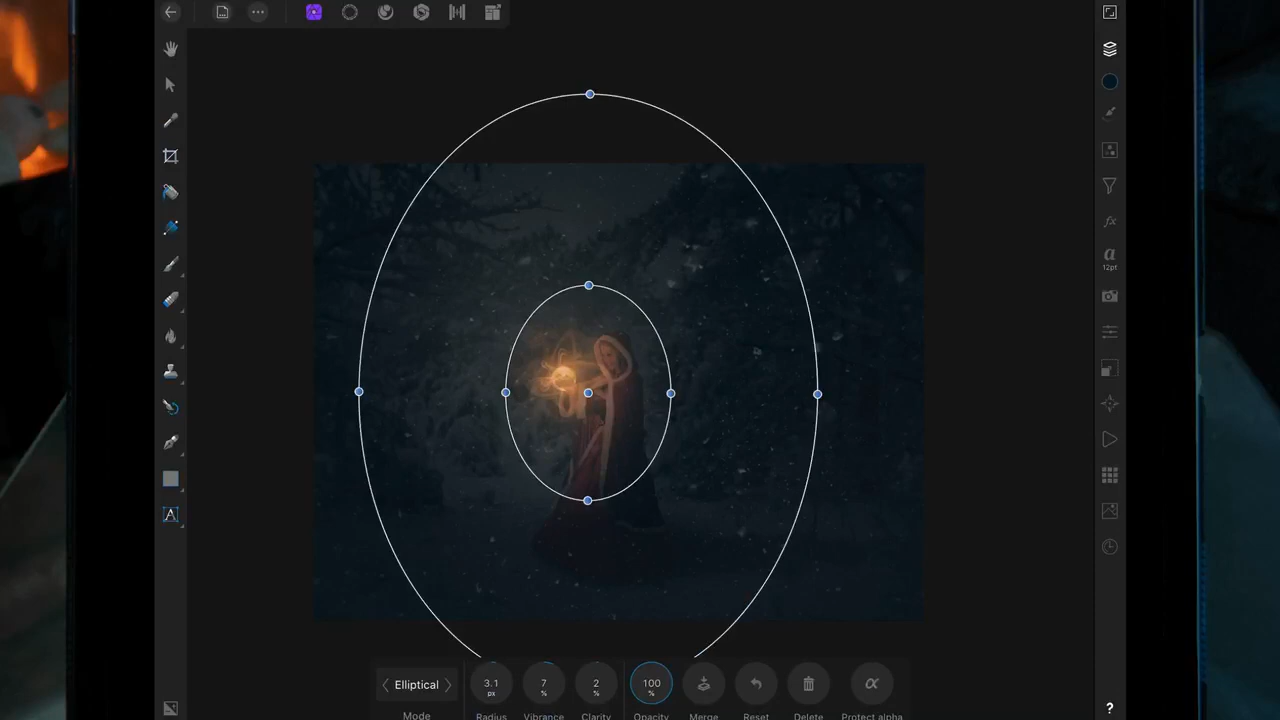 a
12pt
A
Elliptical
3.1
px
7
%
2
%
100
%
α
?
Mode
Radius
Vibrance
Clarity
Opacity
Merge
Reset
Delete
Protect alpha